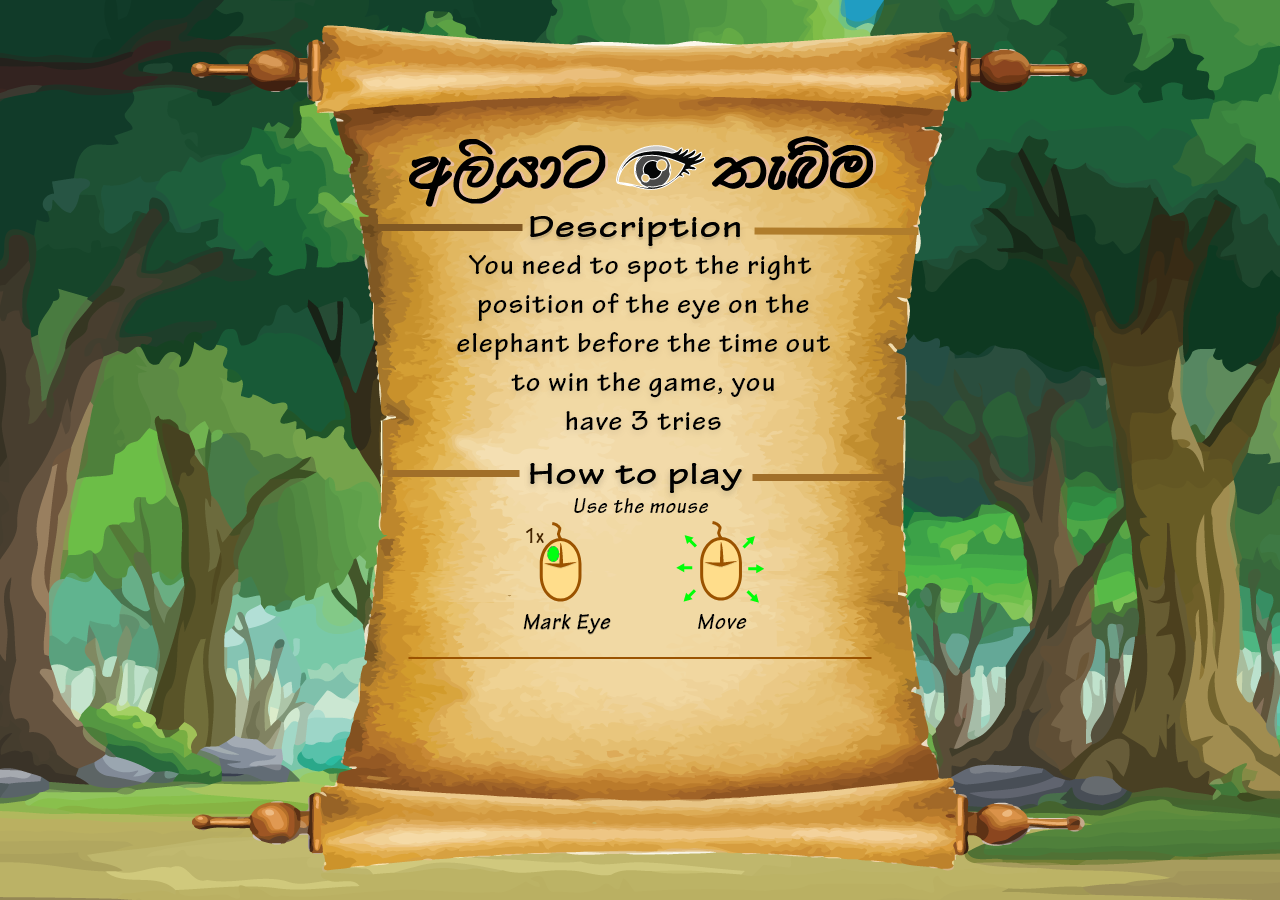 අලියාට තැබීම
Description
You need to spot the right
position of the eye on the
elephant before the time out
to win the game, you
have 3 tries
How to play
Use the mouse
1x
Mark Eye Move